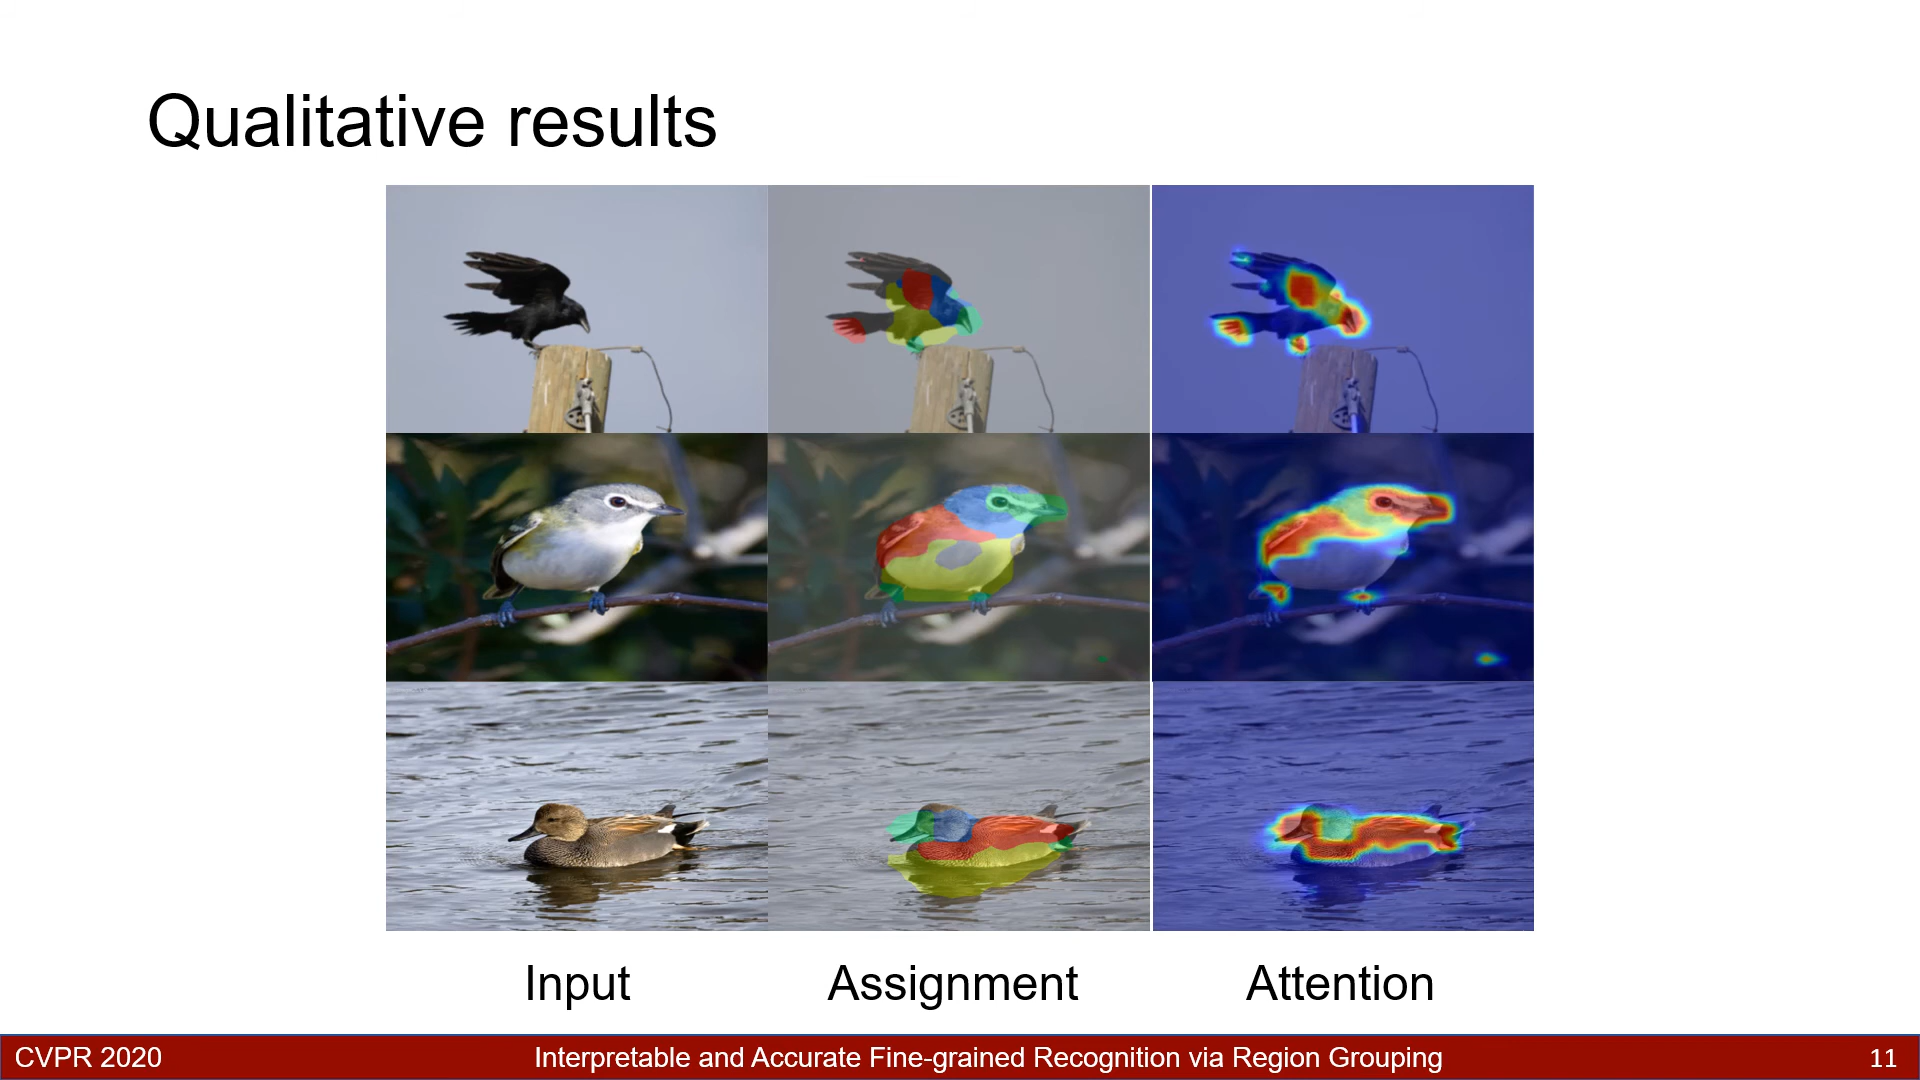 Qualitative results
Input
Assignment
Attention
CVPR 2020
Interpretable and Accurate Fine-grained Recognition via Region Grouping
11